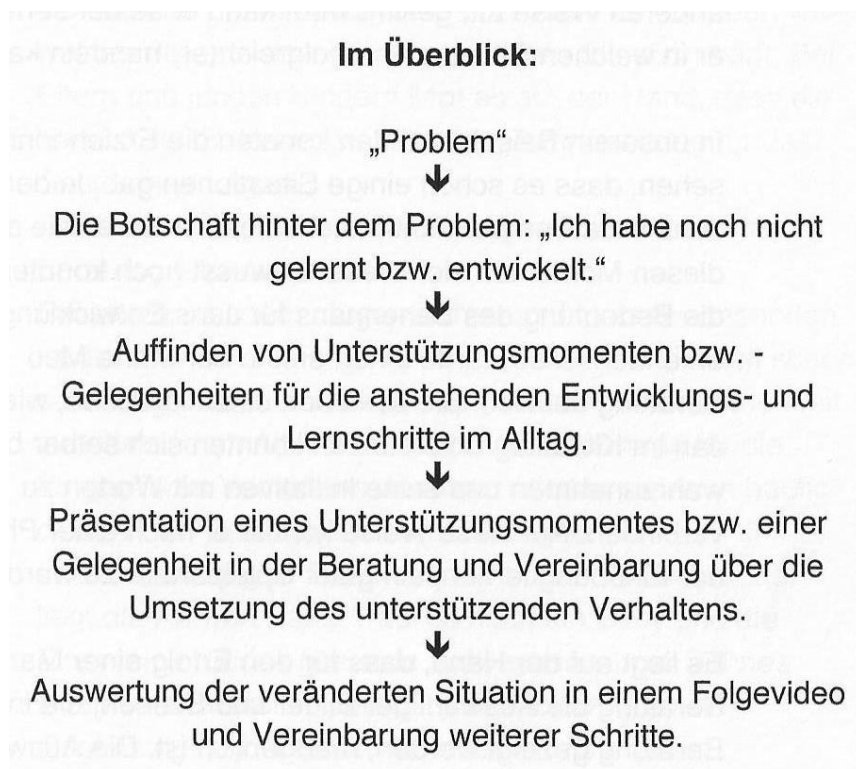 Im Überblick:
„Problem“
Die Botschaft hinter dem Problem: „Ich habe noch nicht
gelernt bzw. entwickelt.“
Auffinden von Unterstützungsmomenten bzw. -
Gelegenheiten für die anstehenden Entwicklungs- und
Lernschritte im Alltag.
Präsentation eines Unterstützungsmomentes bzw. einer
Gelegenheit in der Beratung und Vereinbarung über die
Umsetzung des unterstützenden Verhaltens.
Auswertung der veränderten Situation in einem Folgevideo
und Vereinbarung weiterer Schritte.